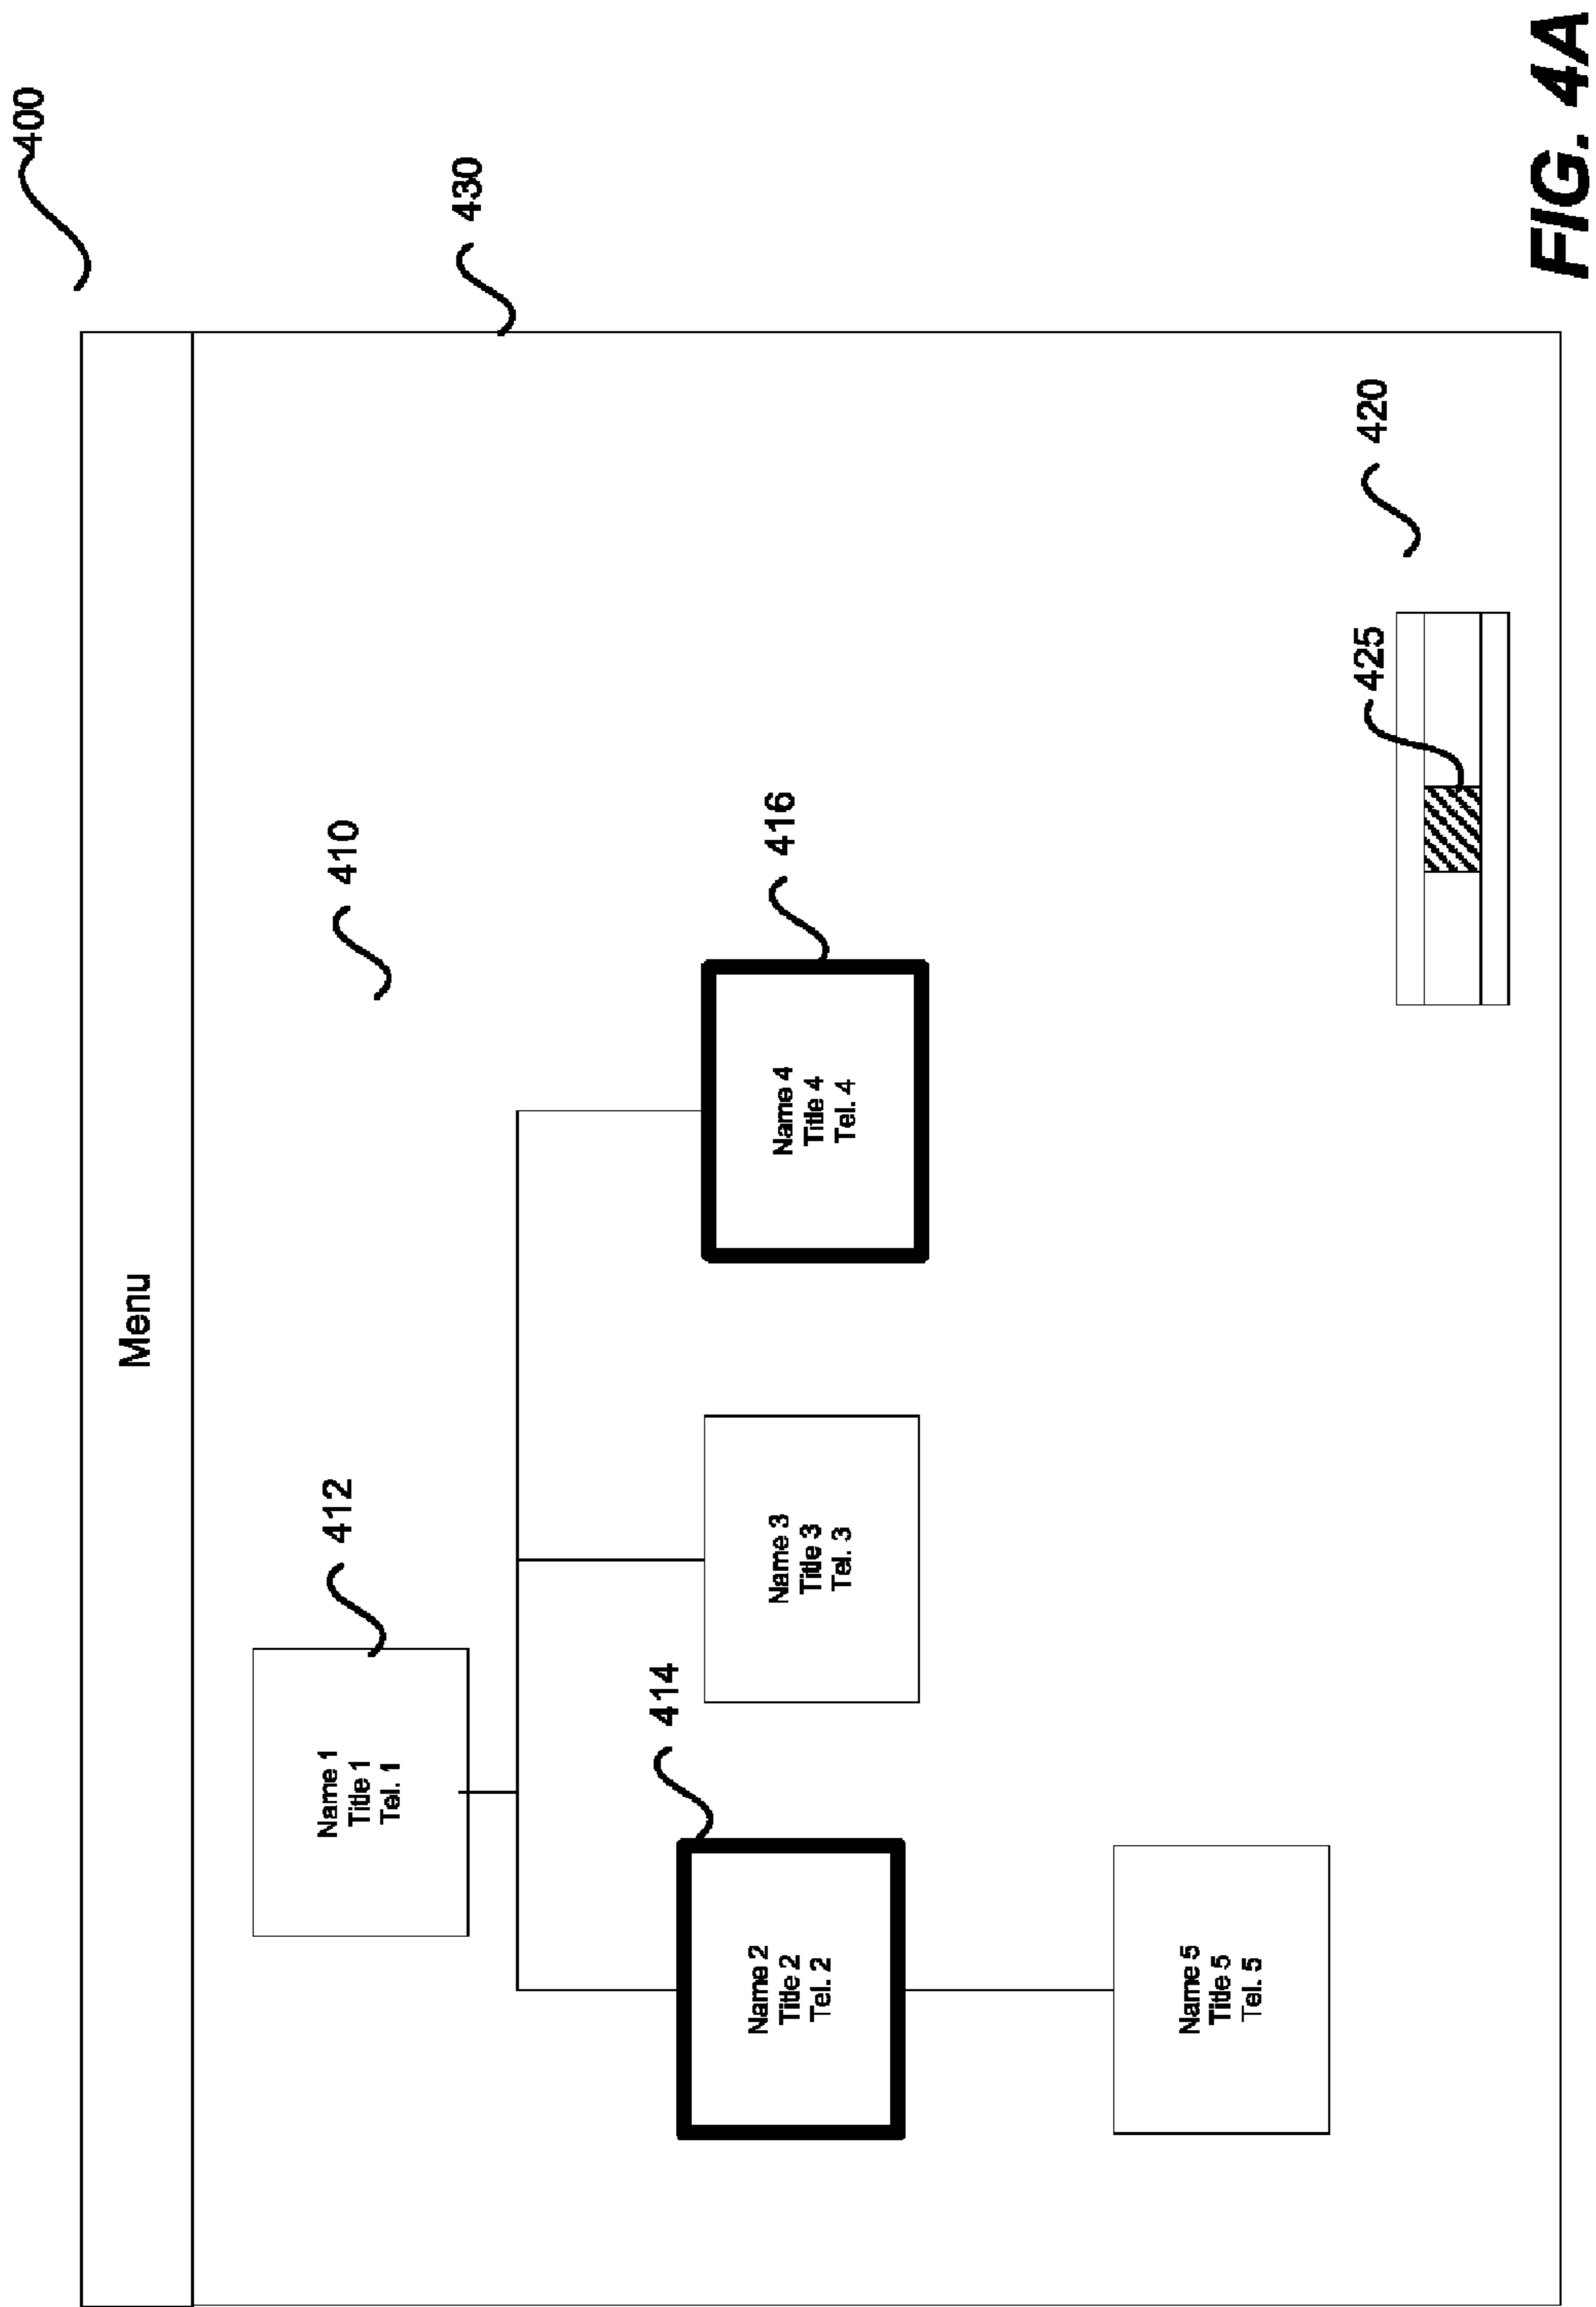 400
Menu
430
412
410
Name 1
Title 1
Tel. 1
414
416
Name 2
Title 2
Tel. 2
Name 3
Title 3
Tel. 3
Name 4
Title 4
Tel. 4
Name 5
Title 5
Tel. 5
425
420
FIG. 4A